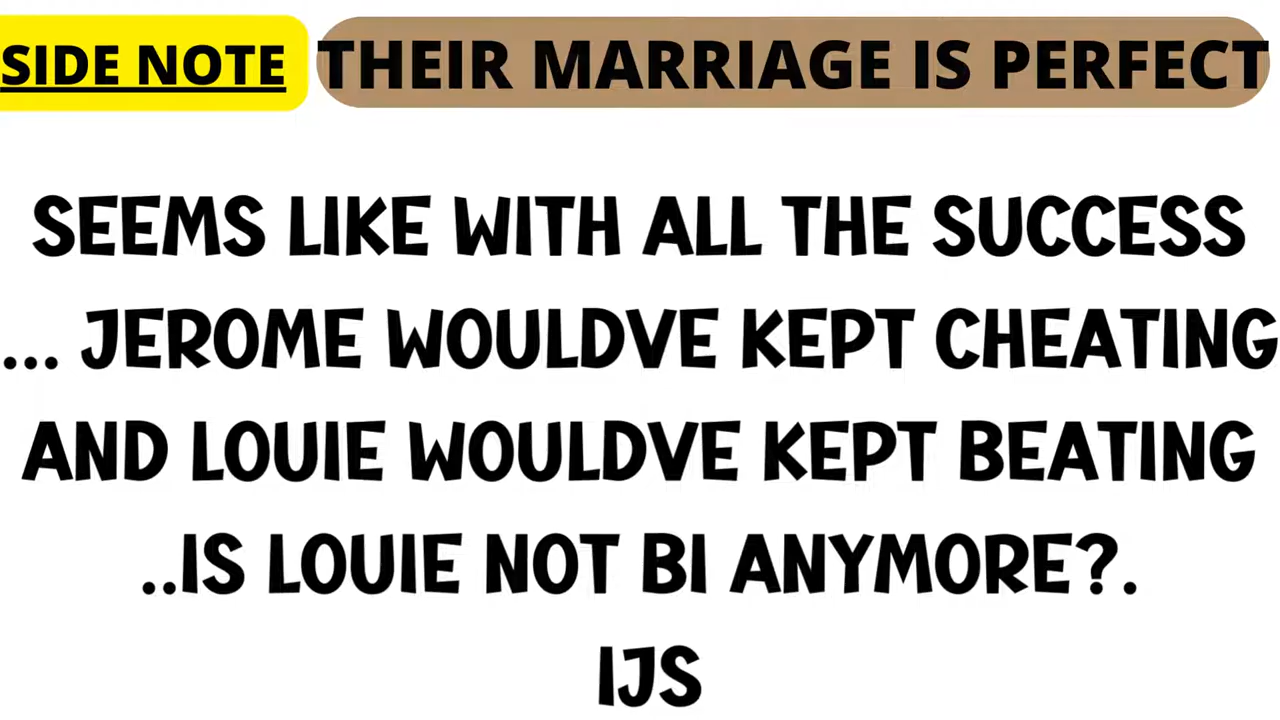 SIDE NOTE THEIR MARRIAGE IS PERFECT
SEEMS LIKE WITH ALL THE SUCCESS
... JEROME WOULDVE KEPT CHEATING
AND LOUIE WOULDVE KEPT BEATING
..IS LOUIE NOT BI ANYMORE?.
IJS